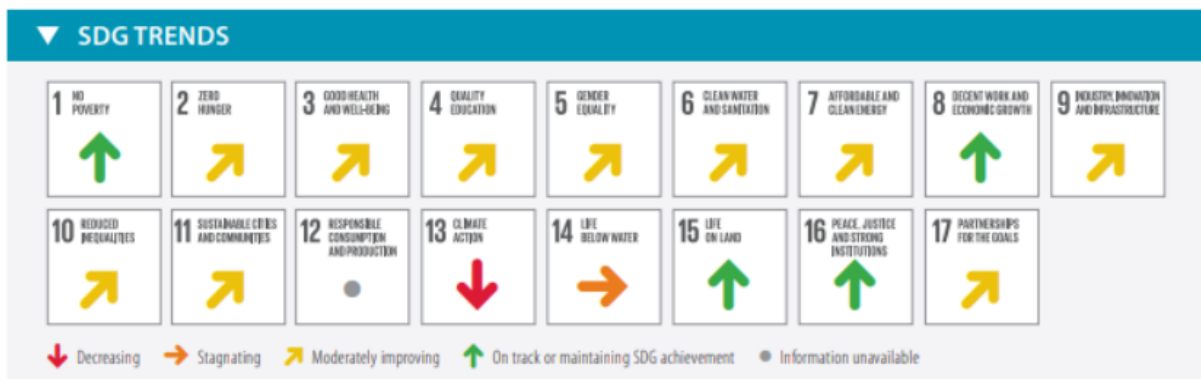 SDG TRENDS
1 NO POVERTY
2 ZERO HUNGER
3 GOOD HEALTH AND WELL-BEING
4 QUALITY EDUCATION
5 GENDER EQUALITY
6 CLEAN WATER AND SANITATION
7 AFFORDABLE AND CLEAN ENERGY
8 DECENT WORK AND ECONOMIC GROWTH
9 INDUSTRY, INNOVATION AND INFRASTRUCTURE
10 REDUCED INEQUALITIES
11 SUSTAINABLE CITIES AND COMMUNITIES
12 RESPONSIBLE CONSUMPTION AND PRODUCTION
13 CLIMATE ACTION
14 LIFE BELOW WATER
15 LIFE ON LAND
16 PEACE, JUSTICE AND STRONG INSTITUTIONS
17 PARTNERSHIPS FOR THE GOALS
Decreasing Stagnating Moderately improving On track or maintaining SDG achievement Information unavailable